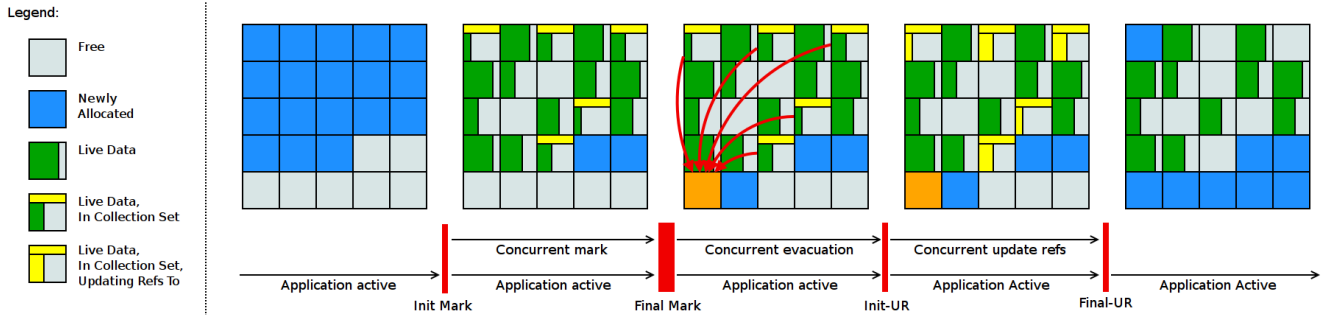 Legend:
Free
Newly
Allocated
Live Data
Live Data,
In Collection Set
Live Data,
In Collection Set,
Updating Refs To
Concurrent mark
Concurrent evacuation
Concurrent update refs
Application active
Application active
Application active
Application Active
Application Active
Init Mark
Final Mark
Init-UR
Final-UR